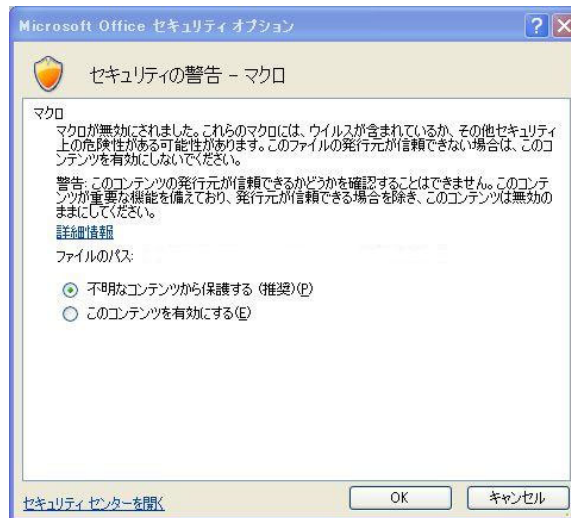 Microsoft Office セキュリティ オプション
セキュリティの警告 - マクロ
マクロ
マクロが無効にされました。これらのマクロには、ウイルスが含まれているか、その他セキュリティ
上の危険性がある可能性があります。このファイルの発行元が信頼できない場合は、このコ
ンテンツを有効にしないでください。
警告: このコンテンツの発行元が信頼できるかどうかを確認することはできません。このコンテ
ンツが重要な機能を備えており、発行元が信頼できる場合を除き、このコンテンツは無効の
ままにしてください。
詳細情報
ファイルのパス:
不明なコンテンツから保護する (推奨)(P)
このコンテンツを有効にする(E)
セキュリティ センターを開く
OK
キャンセル